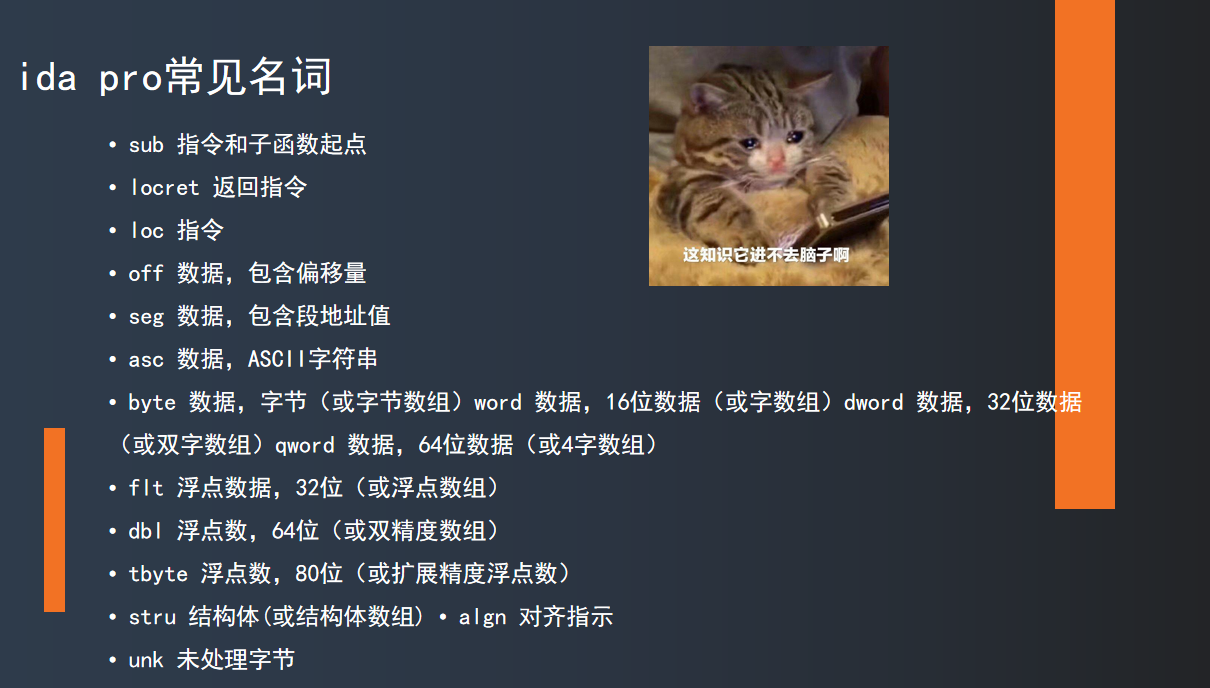 ida pro常见名词
• sub 指令和子函数起点
• locret 返回指令
• loc 指令
• off 数据，包含偏移量
• seg 数据，包含段地址值
• asc 数据，ASCII字符串
• byte 数据，字节（或字节数组）word 数据，16位数据（或字数组）dword 数据，32位数据
（或双字数组）qword 数据，64位数据（或4字数组）
• flt 浮点数据，32位（或浮点数组）
• dbl 浮点数，64位（或双精度数组）
• tbyte 浮点数，80位（或扩展精度浮点数）
• stru 结构体(或结构体数组) • algn 对齐指示
• unk 未处理字节
这知识它进不去脑子啊